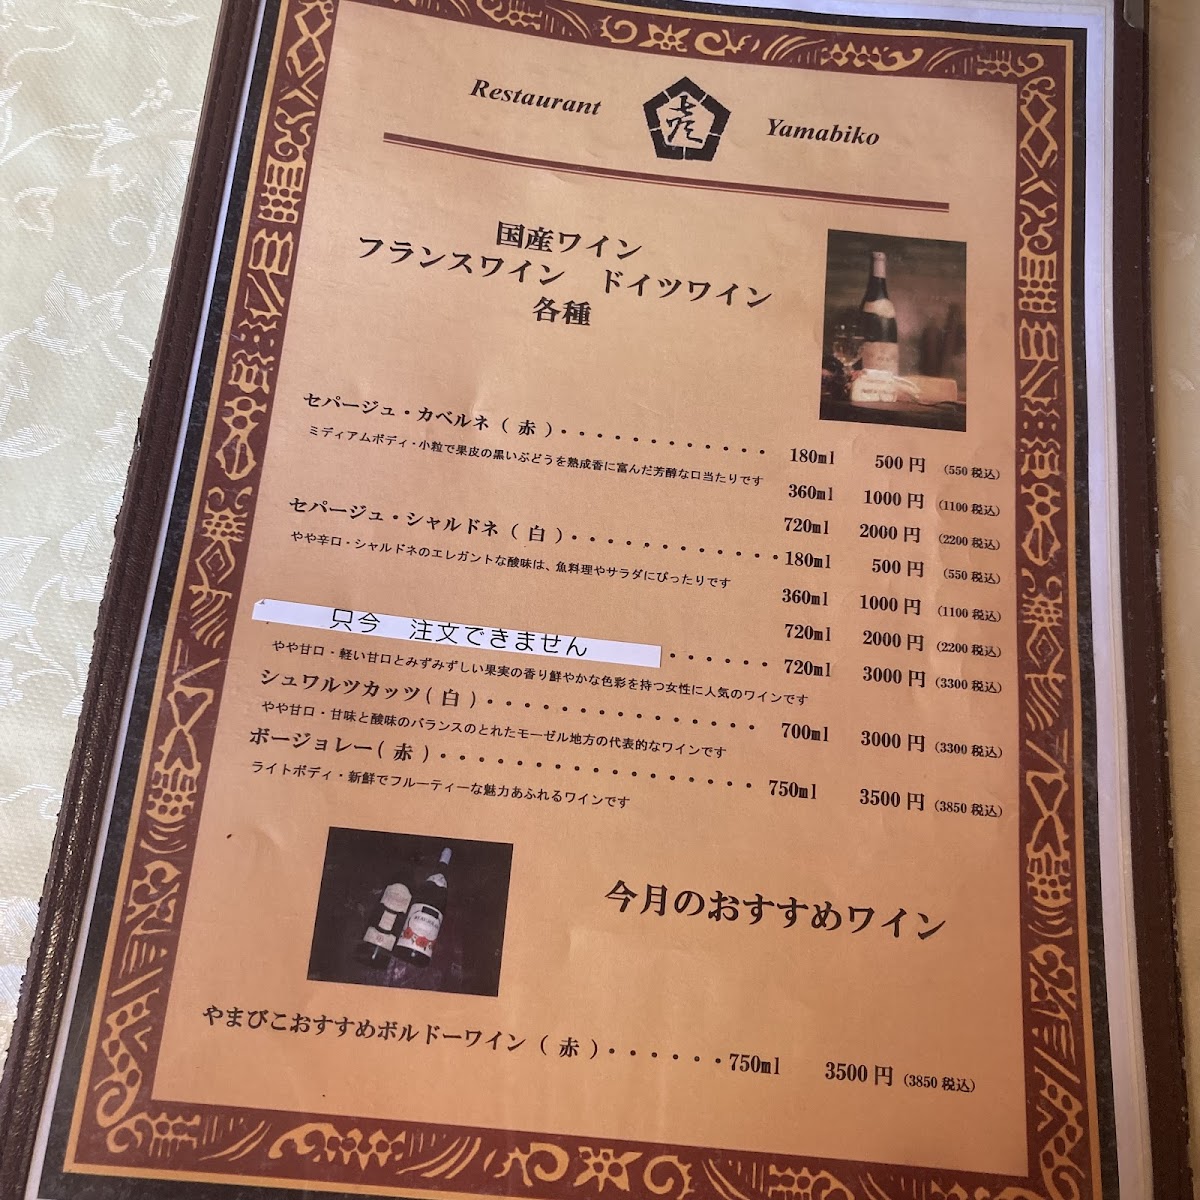 Restaurant Yamabiko
国産ワイン
フランスワイン ドイツワイン
各種
セパージュ・カベルネ（赤）・・・・・・・・・・・・ 180ml 500円 （550税込）
ミディアムボディ・小粒で果皮の黒いぶどうを熟成香に富んだ芳醇な口当たりです
360ml 1000円 （1100税込）
720ml 2000円 （2200税込）
セパージュ・シャルドネ（白）・・・・・・・・・・・・ 180ml 500円 （550税込）
やや辛口・シャルドネのエレガントな酸味は、魚料理やサラダにぴったりです
360ml 1000円 （1100税込）
720ml 2000円 （2200税込）
只今 注文できません ・・・・・・ 720ml 3000円 （3300税込）
やや甘口・軽い甘口とみずみずしい果実の香り鮮やかな色彩を持つ女性に人気のワインです
シュワルツカッツ（白）・・・・・・・・・・・・・・ 700ml 3000円 （3300税込）
やや甘口・甘味と酸味のバランスのとれたモーゼル地方の代表的なワインです
ボージョレー（赤）・・・・・・・・・・・・・・・・・ 750ml 3500円 （3850税込）
ライトボディ・新鮮でフルーティーな魅力あふれるワインです
今月のおすすめワイン
やまびこおすすめボルドーワイン（赤）・・・・・・・ 750ml 3500円 （3850税込）